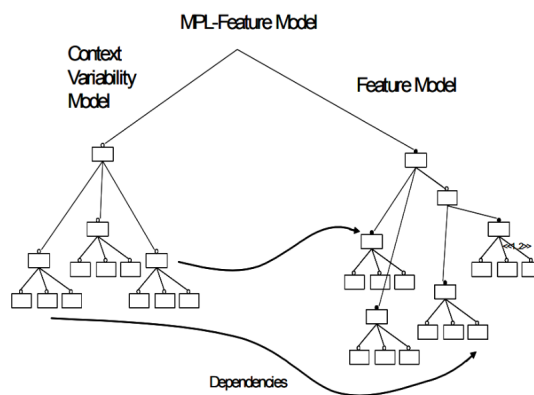 MPL-Feature Model
Context
Variability
Model
Feature Model
<<1,2>>
Dependencies